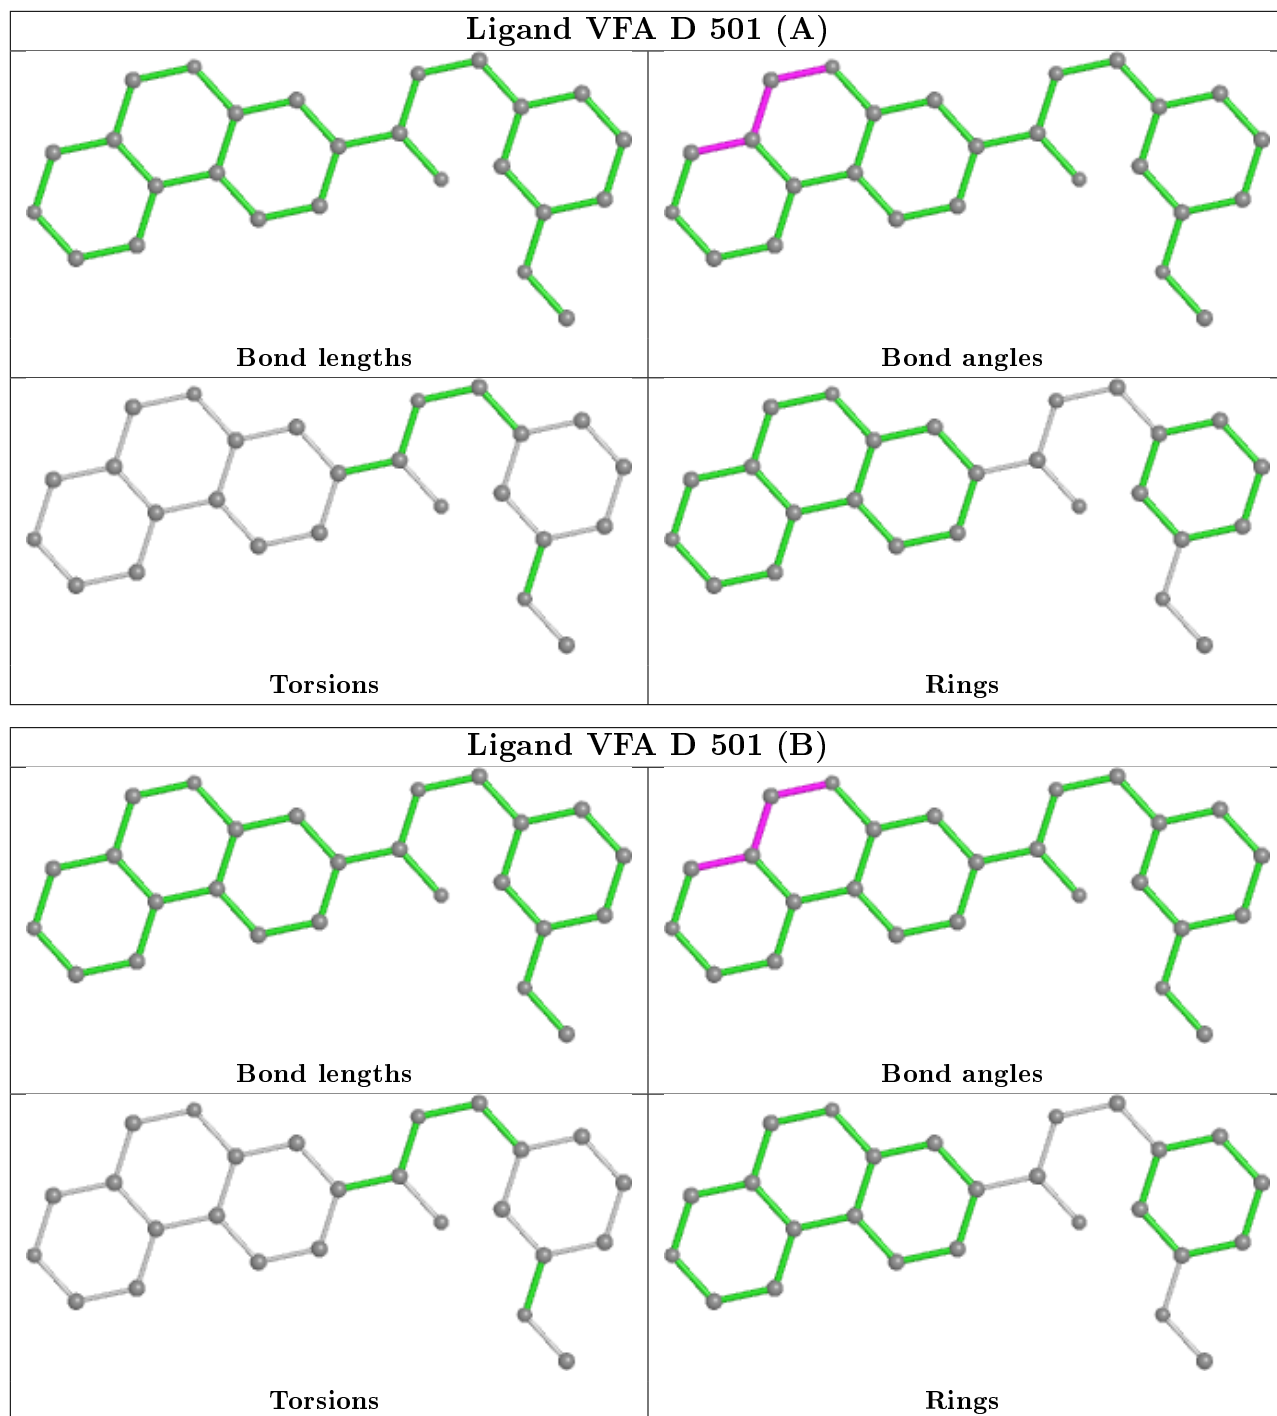 Ligand VFA D 501 (A)
Bond lengths
Bond angles
Torsions
Rings
Ligand VFA D 501 (B)
Bond lengths
Bond angles
Torsions
Rings